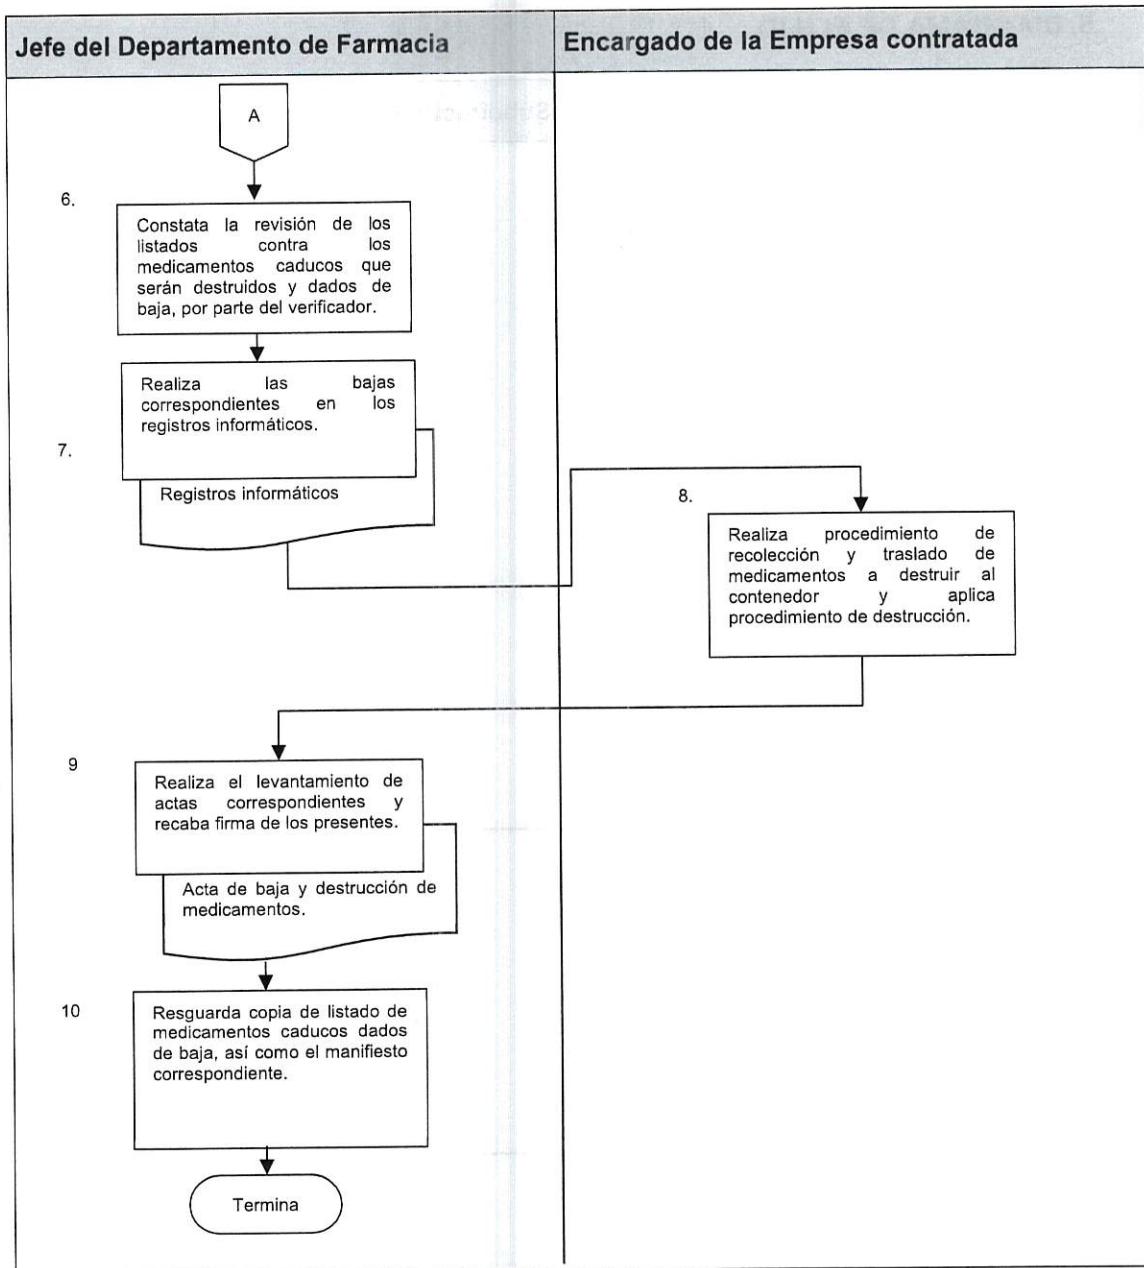 Jefe del Departamento de Farmacia
Encargado de la Empresa contratada
A
6.
Constata la revisión de los
listados contra los
medicamentos caducos que
serán destruidos y dados de
baja, por parte del verificador.
Realiza las bajas
correspondientes en los
registros informáticos.
7.
Registros informáticos
8.
Realiza procedimiento de
recolección y traslado de
medicamentos a destruir al
contenedor y aplica
procedimiento de destrucción.
9
Realiza el levantamiento de
actas correspondientes y
recaba firma de los presentes.
Acta de baja y destrucción de
medicamentos.
10
Resguarda copia de listado de
medicamentos caducos dados
de baja, así como el manifiesto
correspondiente.
Termina